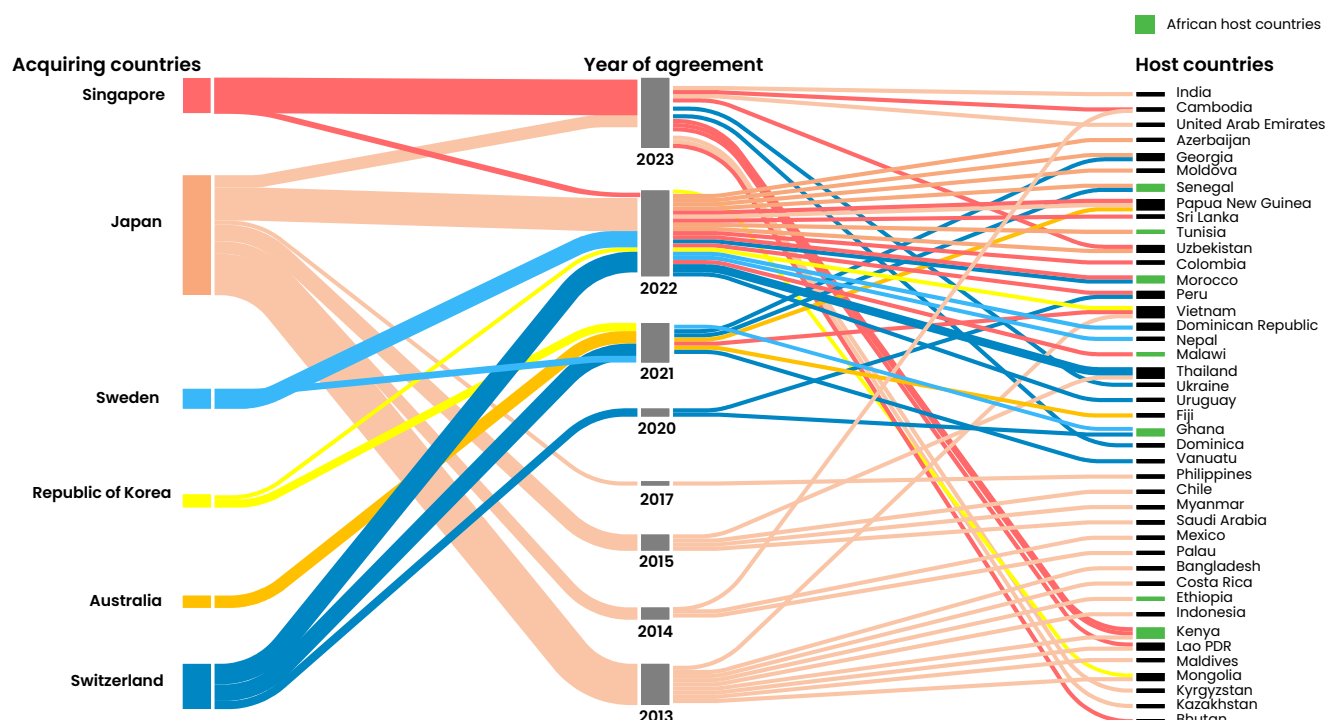 African host countries
Acquiring countries
Year of agreement
Host countries
Singapore
Japan
Sweden
Republic of Korea
Australia
Switzerland
2023
2022
2021
2020
2017
2015
2014
2013
India
Cambodia
United Arab Emirates
Azerbaijan
Georgia
Moldova
Senegal
Papua New Guinea
Sri Lanka
Tunisia
Uzbekistan
Colombia
Morocco
Peru
Vietnam
Dominican Republic
Nepal
Malawi
Thailand
Ukraine
Uruguay
Fiji
Ghana
Dominica
Vanuatu
Philippines
Chile
Myanmar
Saudi Arabia
Mexico
Palau
Bangladesh
Costa Rica
Ethiopia
Indonesia
Kenya
Lao PDR
Maldives
Mongolia
Kyrgyzstan
Kazakhstan
Bhutan